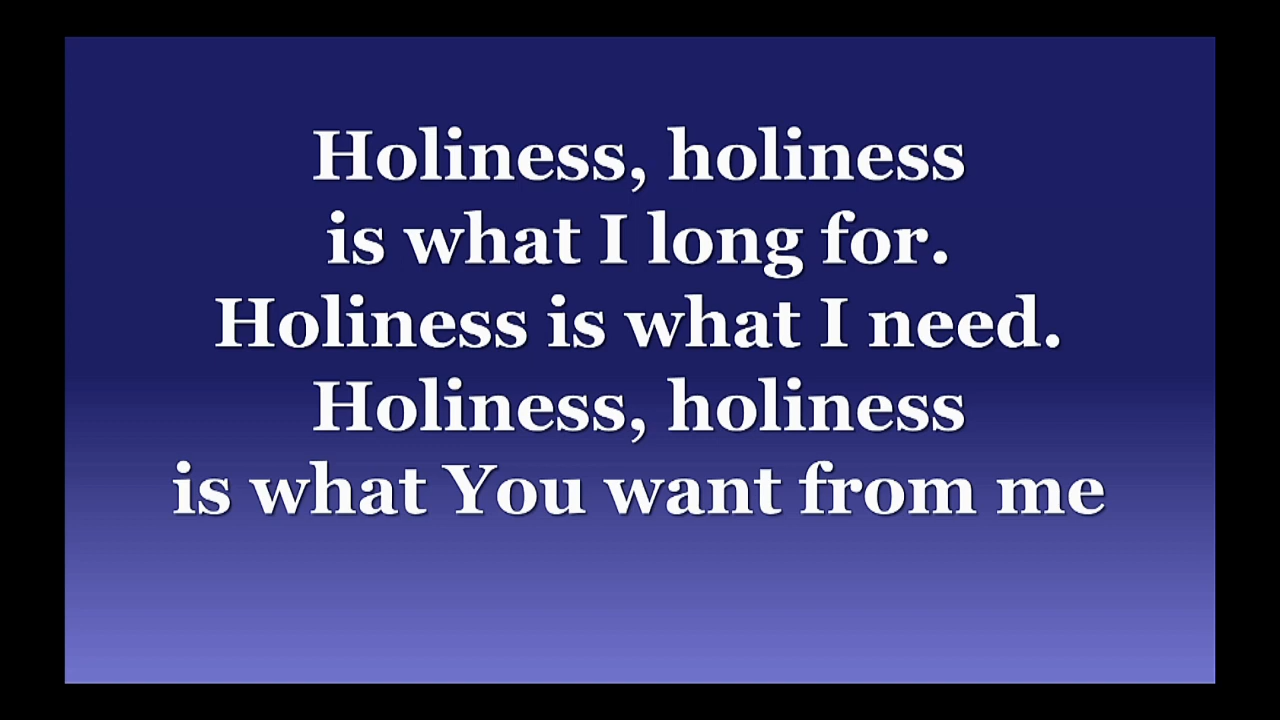 Holiness, holiness
is what I long for.
Holiness is what I need.
Holiness, holiness
is what You want from me